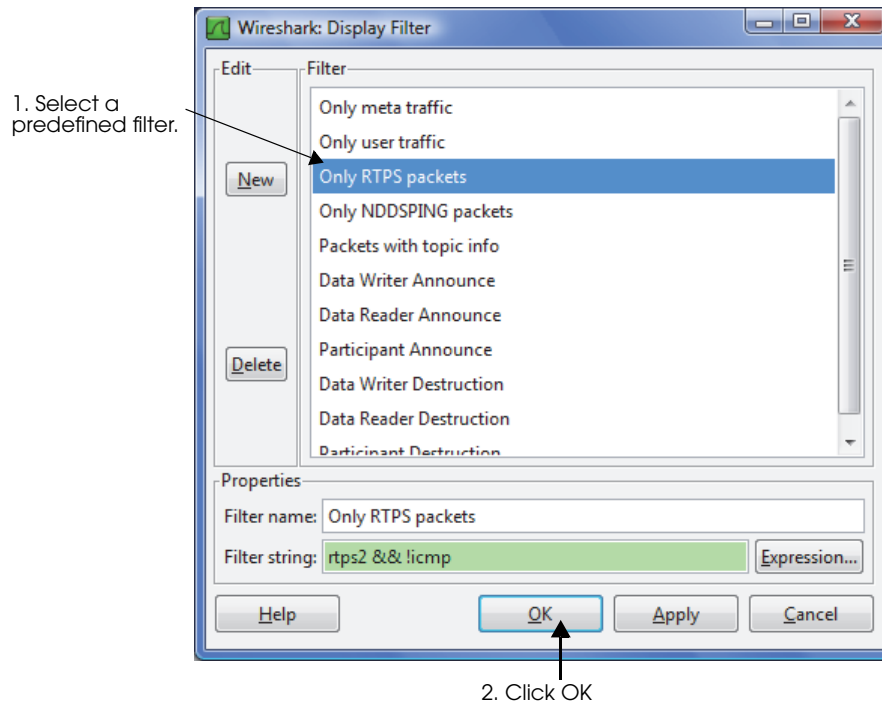 Wireshark: Display Filter
Edit
Filter
1. Select a
predefined filter.
Only meta traffic
Only user traffic
New
Only RTPS packets
Only NDDSPING packets
Packets with topic info
Data Writer Announce
Data Reader Announce
Participant Announce
Delete
Data Writer Destruction
Data Reader Destruction
Participant Destruction
Properties
Filter name: Only RTPS packets
Filter string: rtps2 && !icmp Expression...
Help OK Apply Cancel
2. Click OK